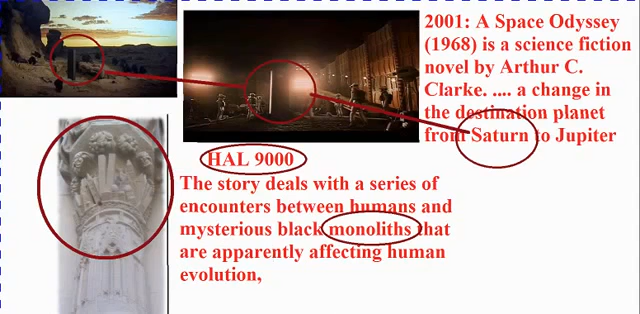 2001: A Space Odyssey
(1968) is a science fiction
novel by Arthur C.
Clarke. .... a change in
the destination planet
from Saturn to Jupiter
HAL 9000
The story deals with a series of
encounters between humans and
mysterious black monoliths that
are apparently affecting human
evolution,